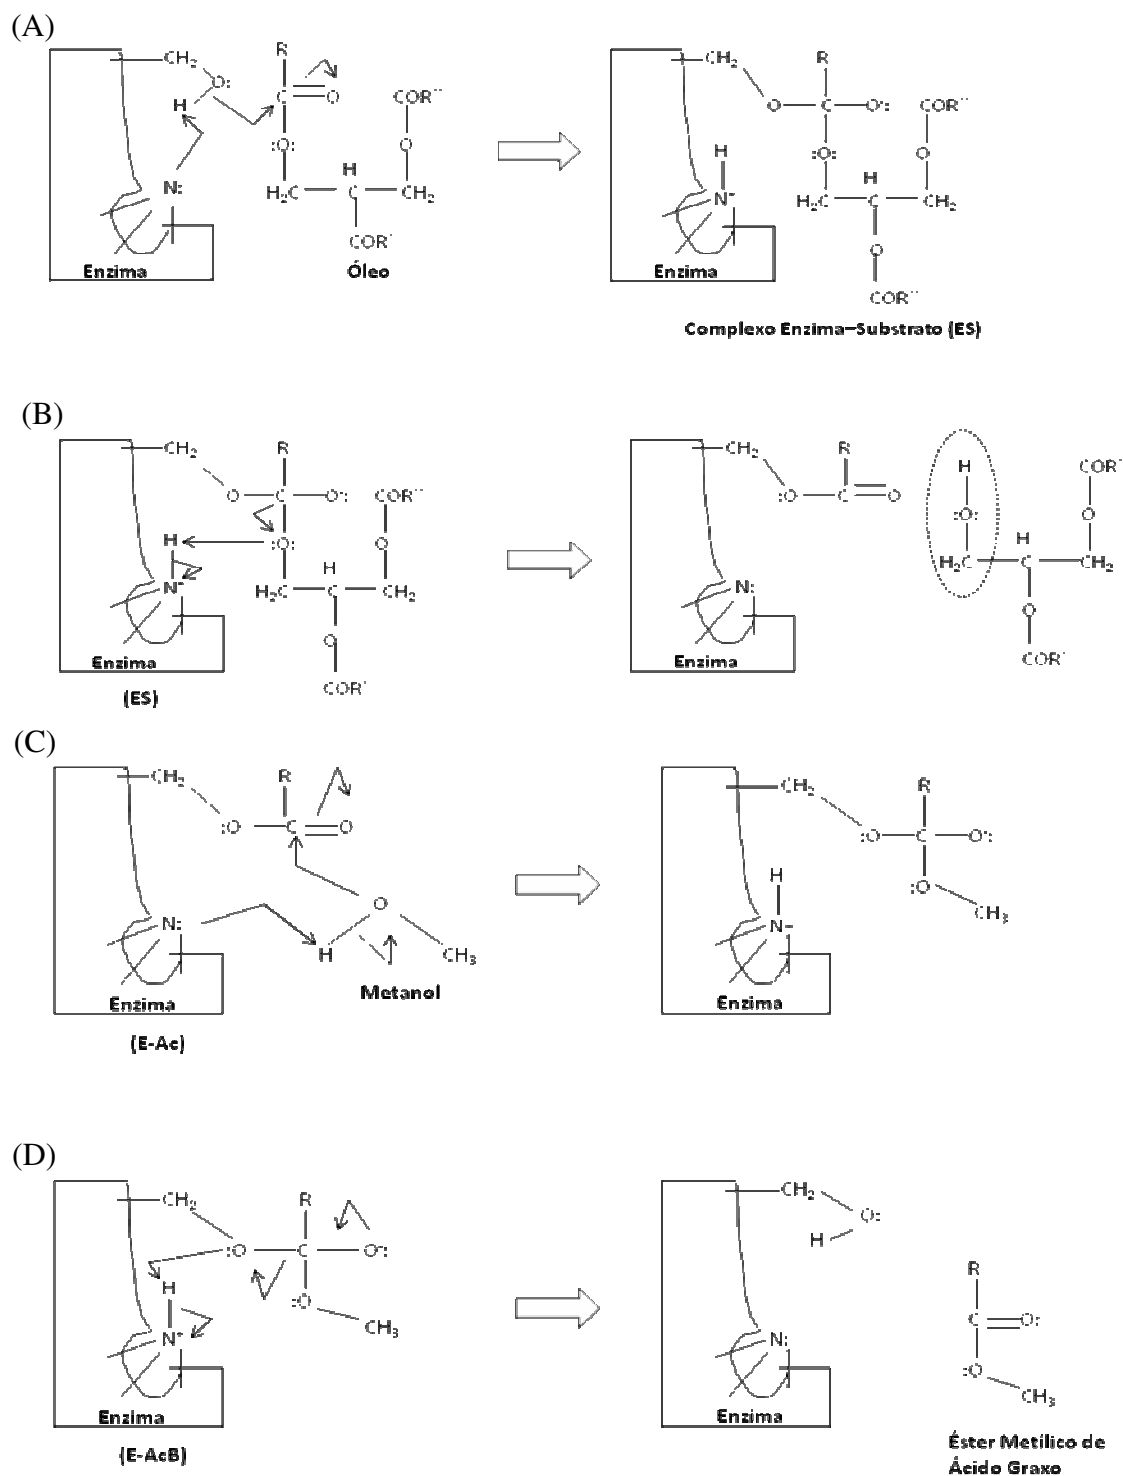 (A)
CH₂
O:
H
N:
Enzima
R
C
O
:O:
H₂C
H
C
CH₂
O
COR''
COR'
Óleo
CH₂
O
R
C
O:
:O:
H
N
Enzima
H₂C
H
C
CH₂
O
COR''
O
COR''
Complexo Enzima–Substrato (ES)
(B)
CH₂
O
R
C
O:
:O:
H
N
Enzima
(ES)
H₂C
H
C
CH₂
O
COR''
O
COR'
CH₂
:O
R
C
O
N:
Enzima
H
:O:
H₂C
H
C
CH₂
O
COR'
O
COR'
(C)
CH₂
:O
R
C
O
N:
Enzima
(E-Ac)
O
H
CH₃
Metanol
CH₂
:O
R
C
O:
:O
CH₃
H
N
Enzima
(D)
CH₂
:O
R
C
O:
:O
CH₃
H
N⁺
Enzima
(E-AcB)
CH₂
O:
H
N:
Enzima
R
C
O:
:O
CH₃
Éster Metílico de
Ácido Graxo